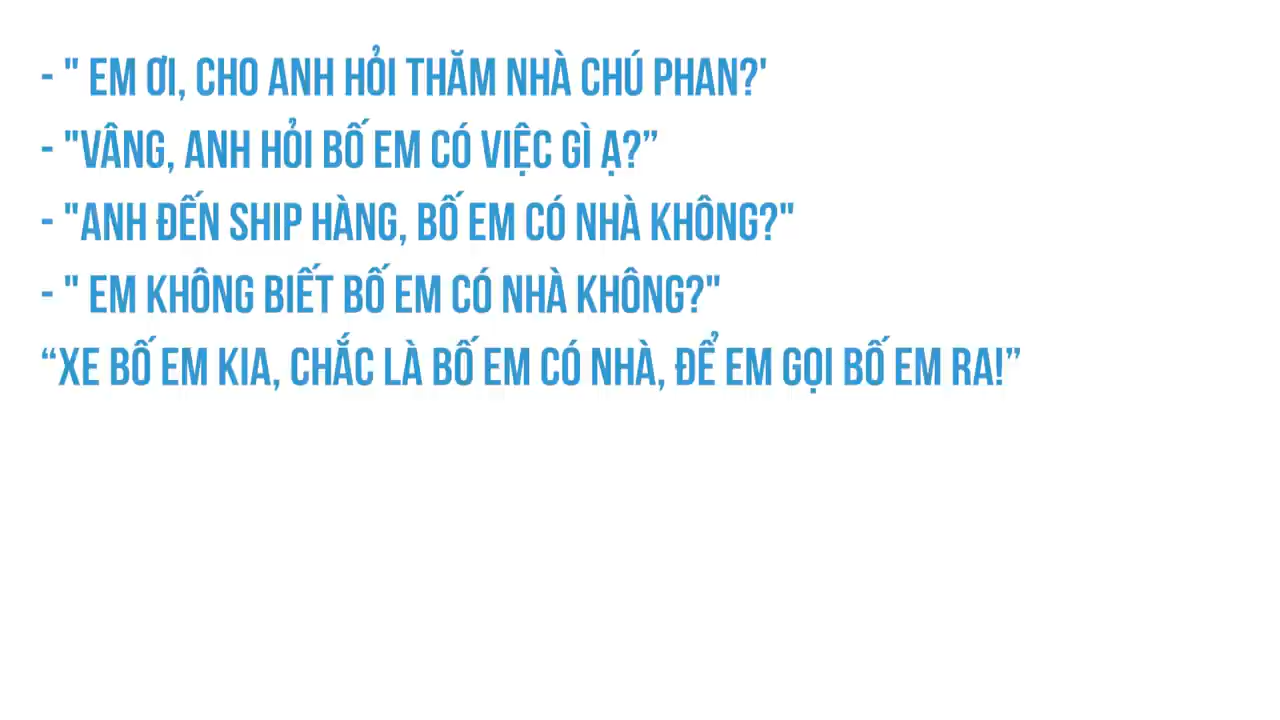 - " EM ƠI, CHO ANH HỎI THĂM NHÀ CHÚ PHAN?'
- "VÂNG, ANH HỎI BỐ EM CÓ VIỆC GÌ Ạ?”
- "ANH ĐẾN SHIP HÀNG, BỐ EM CÓ NHÀ KHÔNG?"
- " EM KHÔNG BIẾT BỐ EM CÓ NHÀ KHÔNG?"
“XE BỐ EM KIA, CHẮC LÀ BỐ EM CÓ NHÀ, ĐỂ EM GỌI BỐ EM RA!”